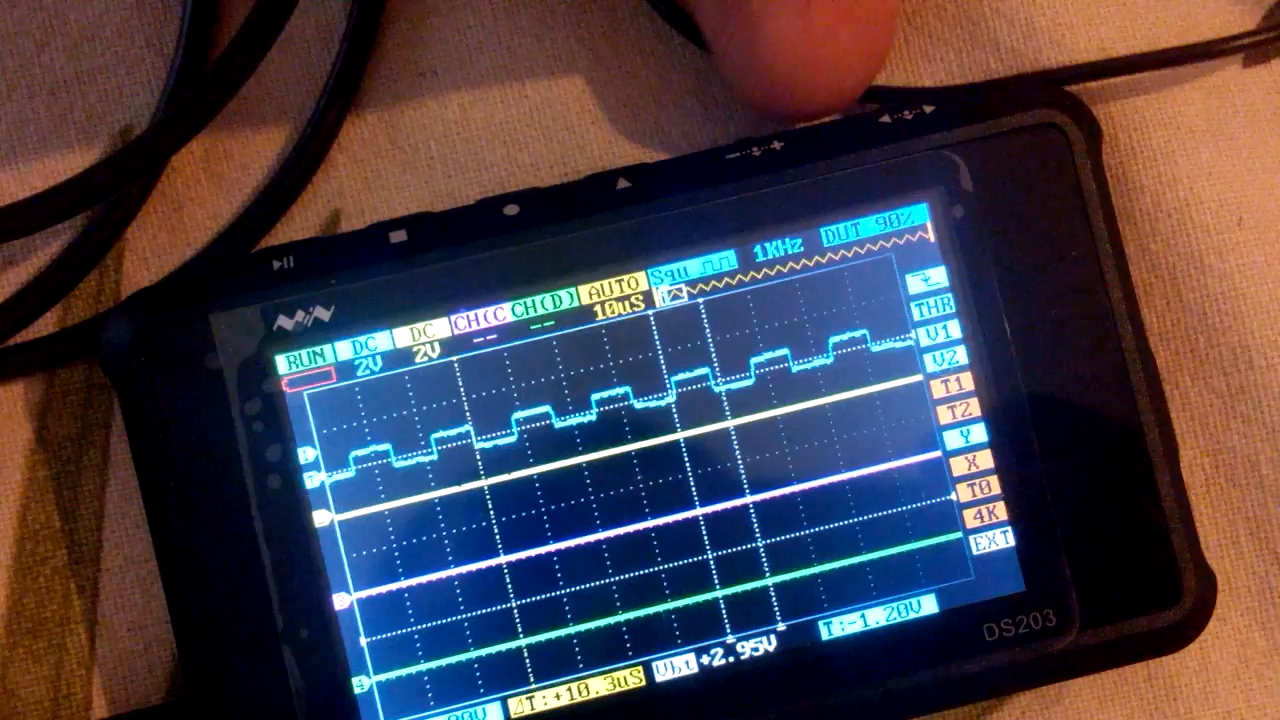 RUN DC DC CH(C CH(D) AUTO Squ 1KHz DUT 90%
2V 2V -- -- 10uS
THR
V1
V2
T1
T2
Y
X
T0
4K
EXT
ΔT:+10.3uS Vbt +2.95V T:-1.20V
DS203